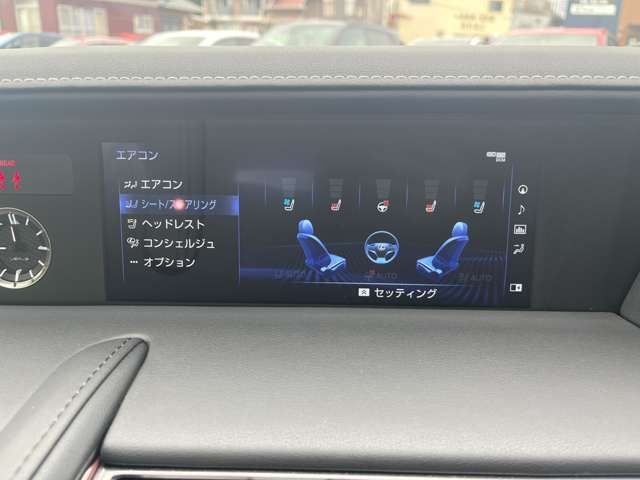 エアコン
エアコン
シート/ステアリング
ヘッドレスト
コンシェルジュ
オプション
AUTO
AUTO
セッティング
DCM